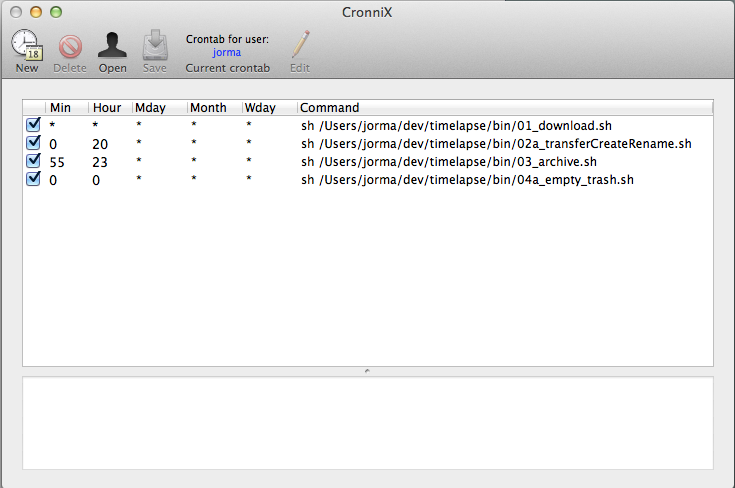 CronniX
18
Crontab for user:
jorma
New Delete Open Save Current crontab Edit
Min Hour Mday Month Wday Command
* * * * * sh /Users/jorma/dev/timelapse/bin/01_download.sh
0 20 * * * sh /Users/jorma/dev/timelapse/bin/02a_transferCreateRename.sh
55 23 * * * sh /Users/jorma/dev/timelapse/bin/03_archive.sh
0 0 * * * sh /Users/jorma/dev/timelapse/bin/04a_empty_trash.sh